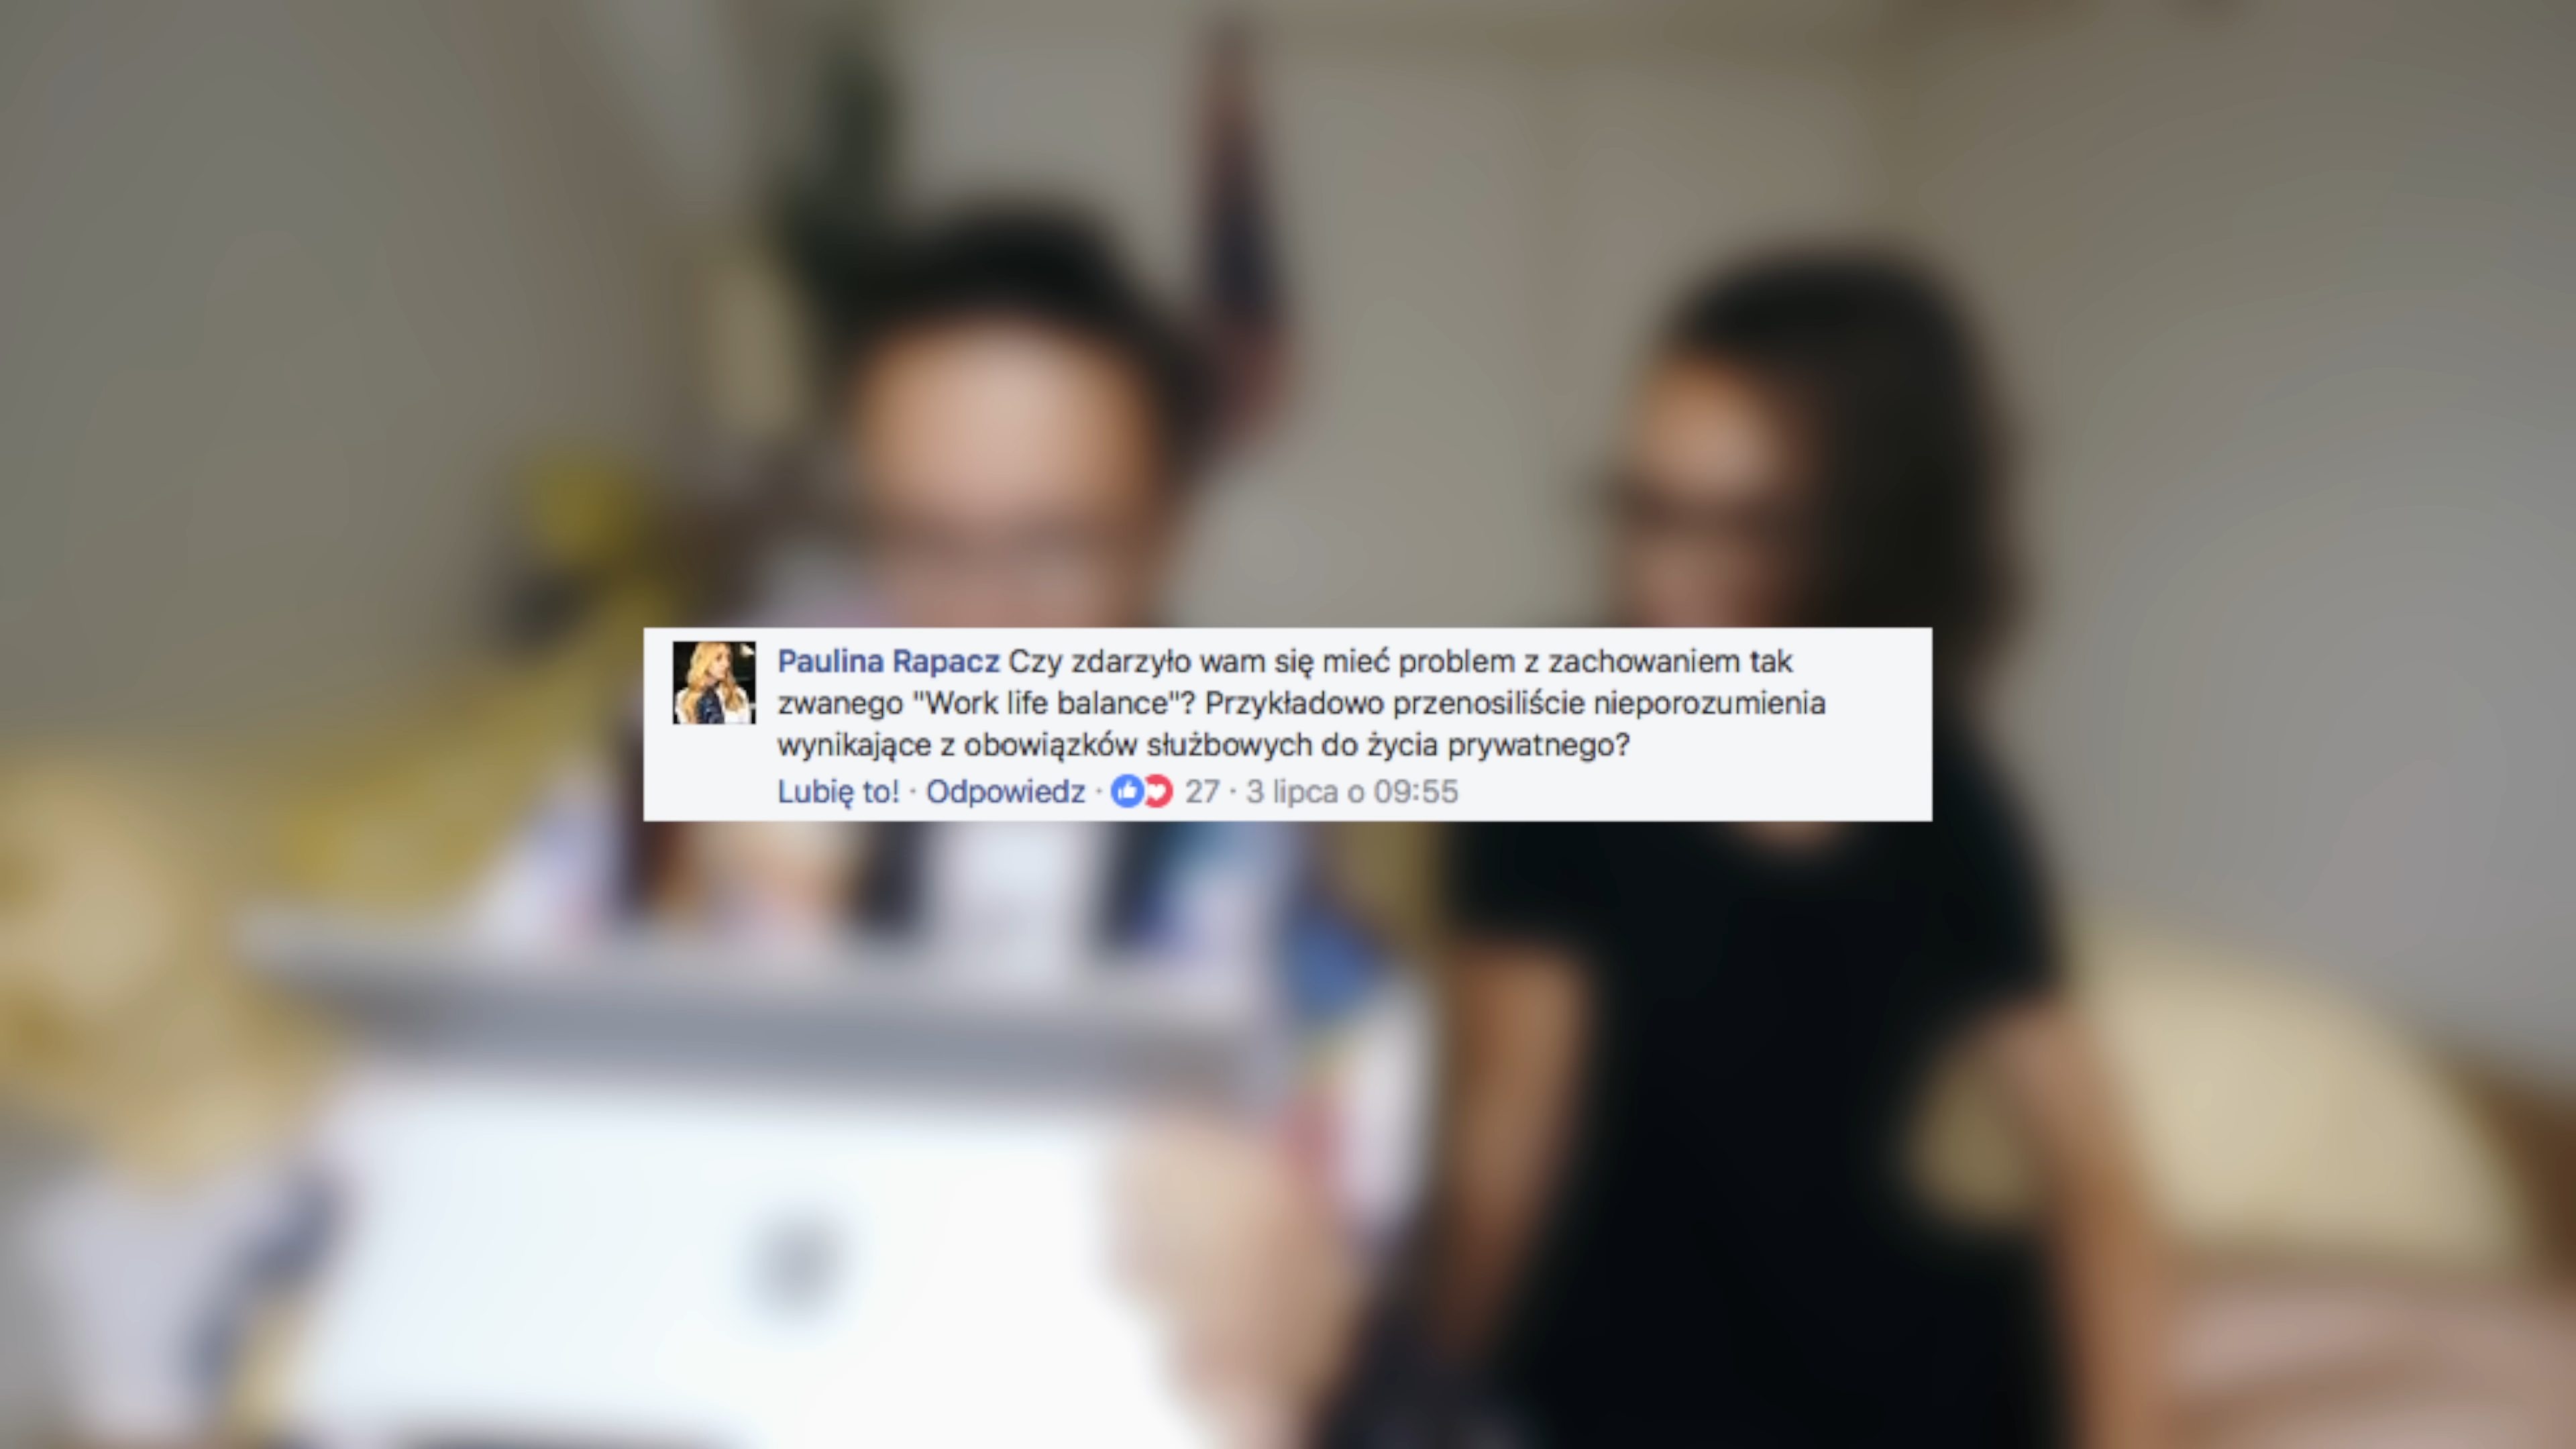 Paulina Rapacz Czy zdarzyło wam się mieć problem z zachowaniem tak
zwanego "Work life balance"? Przykładowo przenosiliście nieporozumienia
wynikające z obowiązków służbowych do życia prywatnego?
Lubię to! · Odpowiedz · 27 · 3 lipca o 09:55